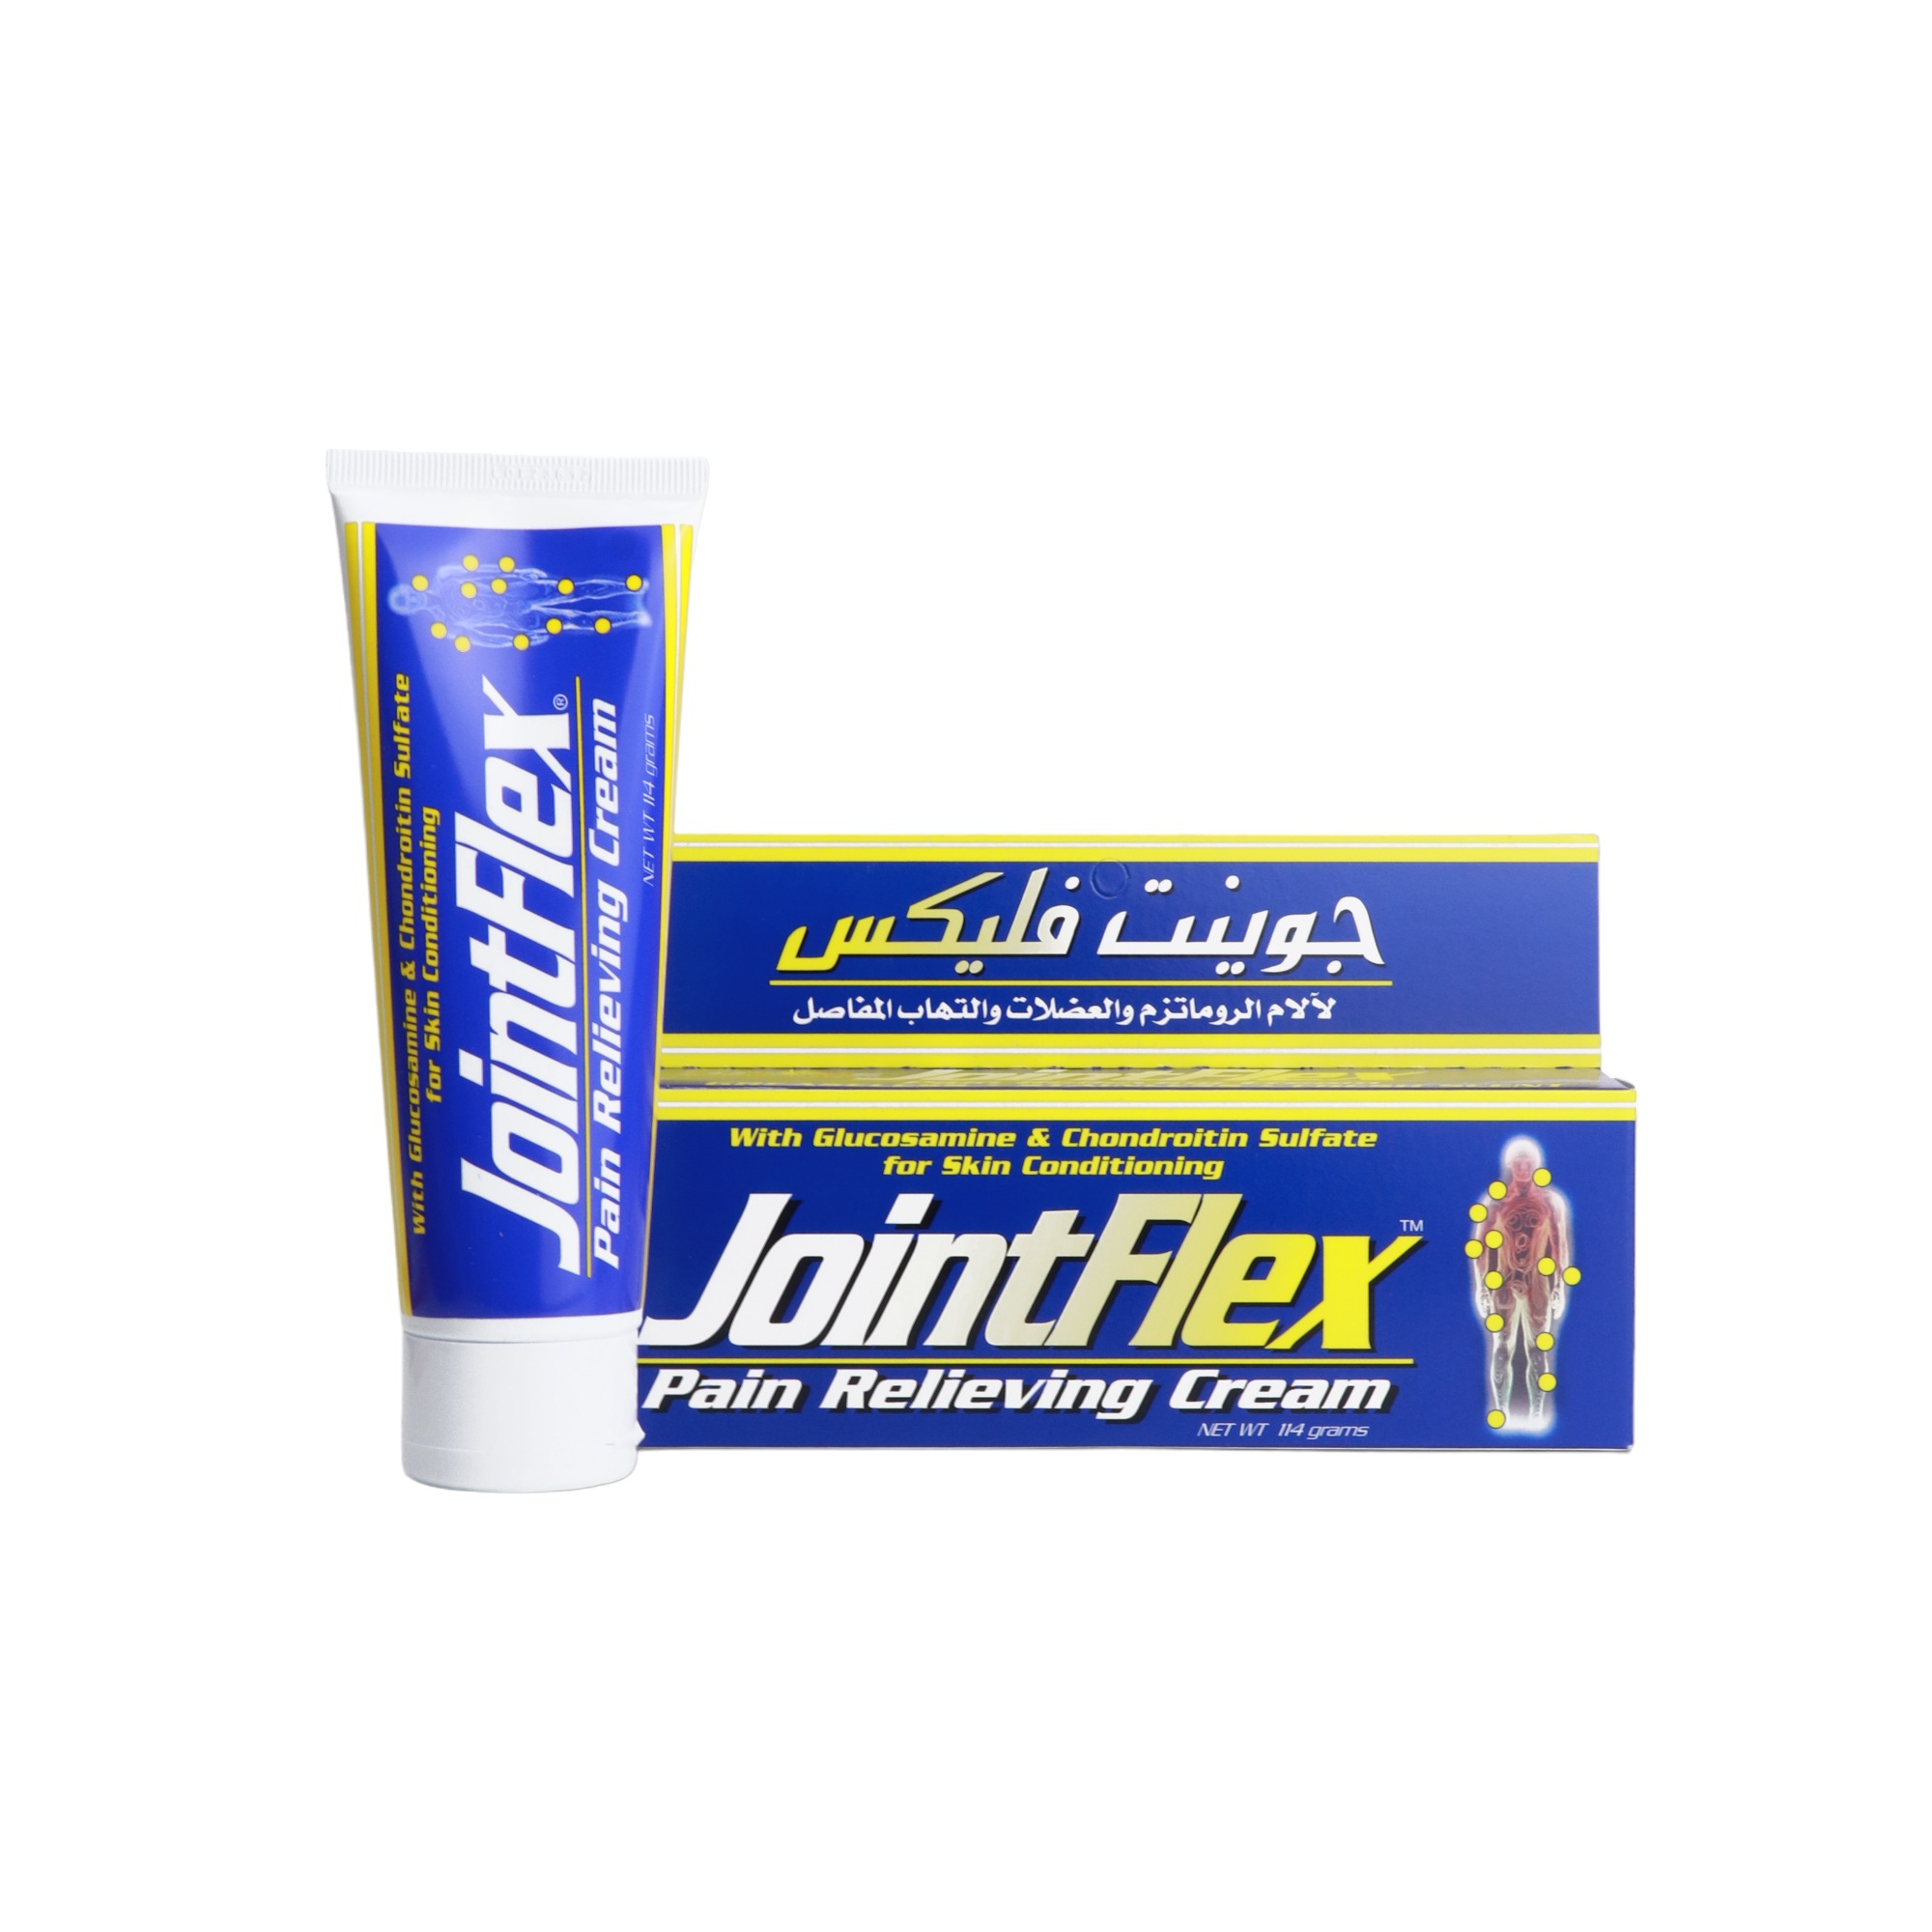 With Glucosamine & Chondroitin Sulfate
for Skin Conditioning
JointFlex®
Pain Relieving Cream
NET WT 114 grams
جوينت فليكس
لآلام الروماتزم والعضلات والتهاب المفاصل
JointFlex
With Glucosamine & Chondroitin Sulfate
for Skin Conditioning
JointFlex™
Pain Relieving Cream
NET WT 114 grams